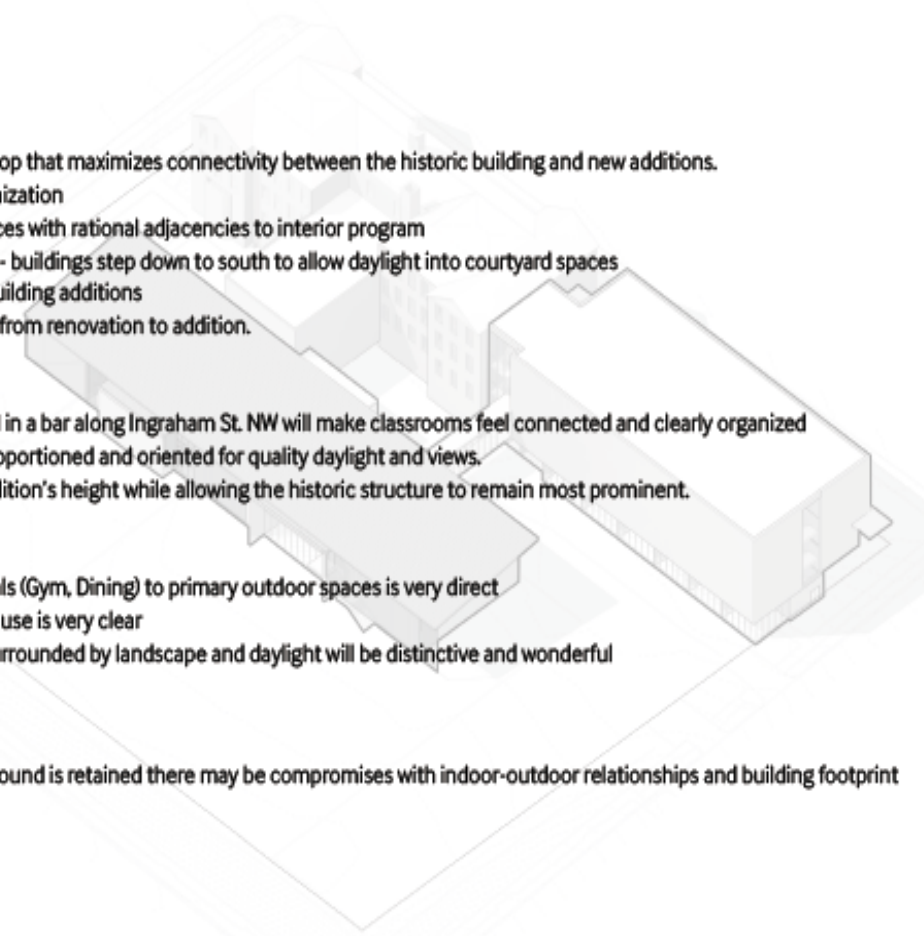 op that maximizes connectivity between the historic building and new additions.
ization
ces with rational adjacencies to interior program
- buildings step down to south to allow daylight into courtyard spaces
uilding additions
from renovation to addition.
in a bar along Ingraham St. NW will make classrooms feel connected and clearly organized
oportioned and oriented for quality daylight and views.
dition's height while allowing the historic structure to remain most prominent.
ls (Gym, Dining) to primary outdoor spaces is very direct
use is very clear
urrounded by landscape and daylight will be distinctive and wonderful
ound is retained there may be compromises with indoor-outdoor relationships and building footprint